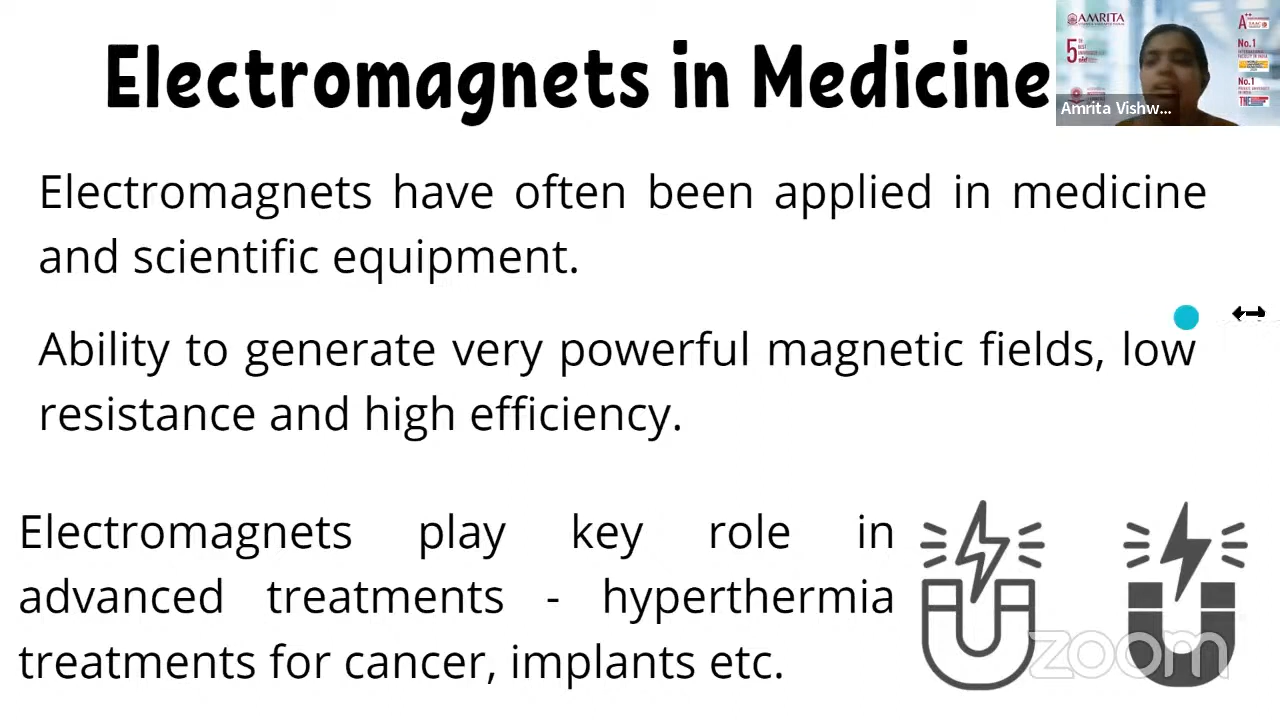 Electromagnets in Medicine
AMRITA
5
A++
No.1
No.1
THE
Amrita Vishw...
Electromagnets have often been applied in medicine
and scientific equipment.
Ability to generate very powerful magnetic fields, low
resistance and high efficiency.
Electromagnets play key role in
advanced treatments - hyperthermia
treatments for cancer, implants etc.
zoom